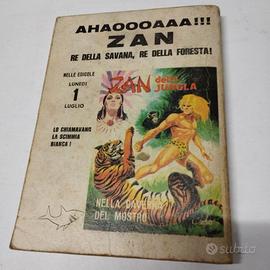 AHAOOOAAA!!!
ZAN
RE DELLA SAVANA, RE DELLA FORESTA!
NELLE EDICOLE
LUNEDI
1
LUGLIO
LO CHIAMAVANO
LA SCIMMIA
BIANCA!
ZAN della
JUNGLA
NELLA CAVERNA
DEL MOSTRO
subito